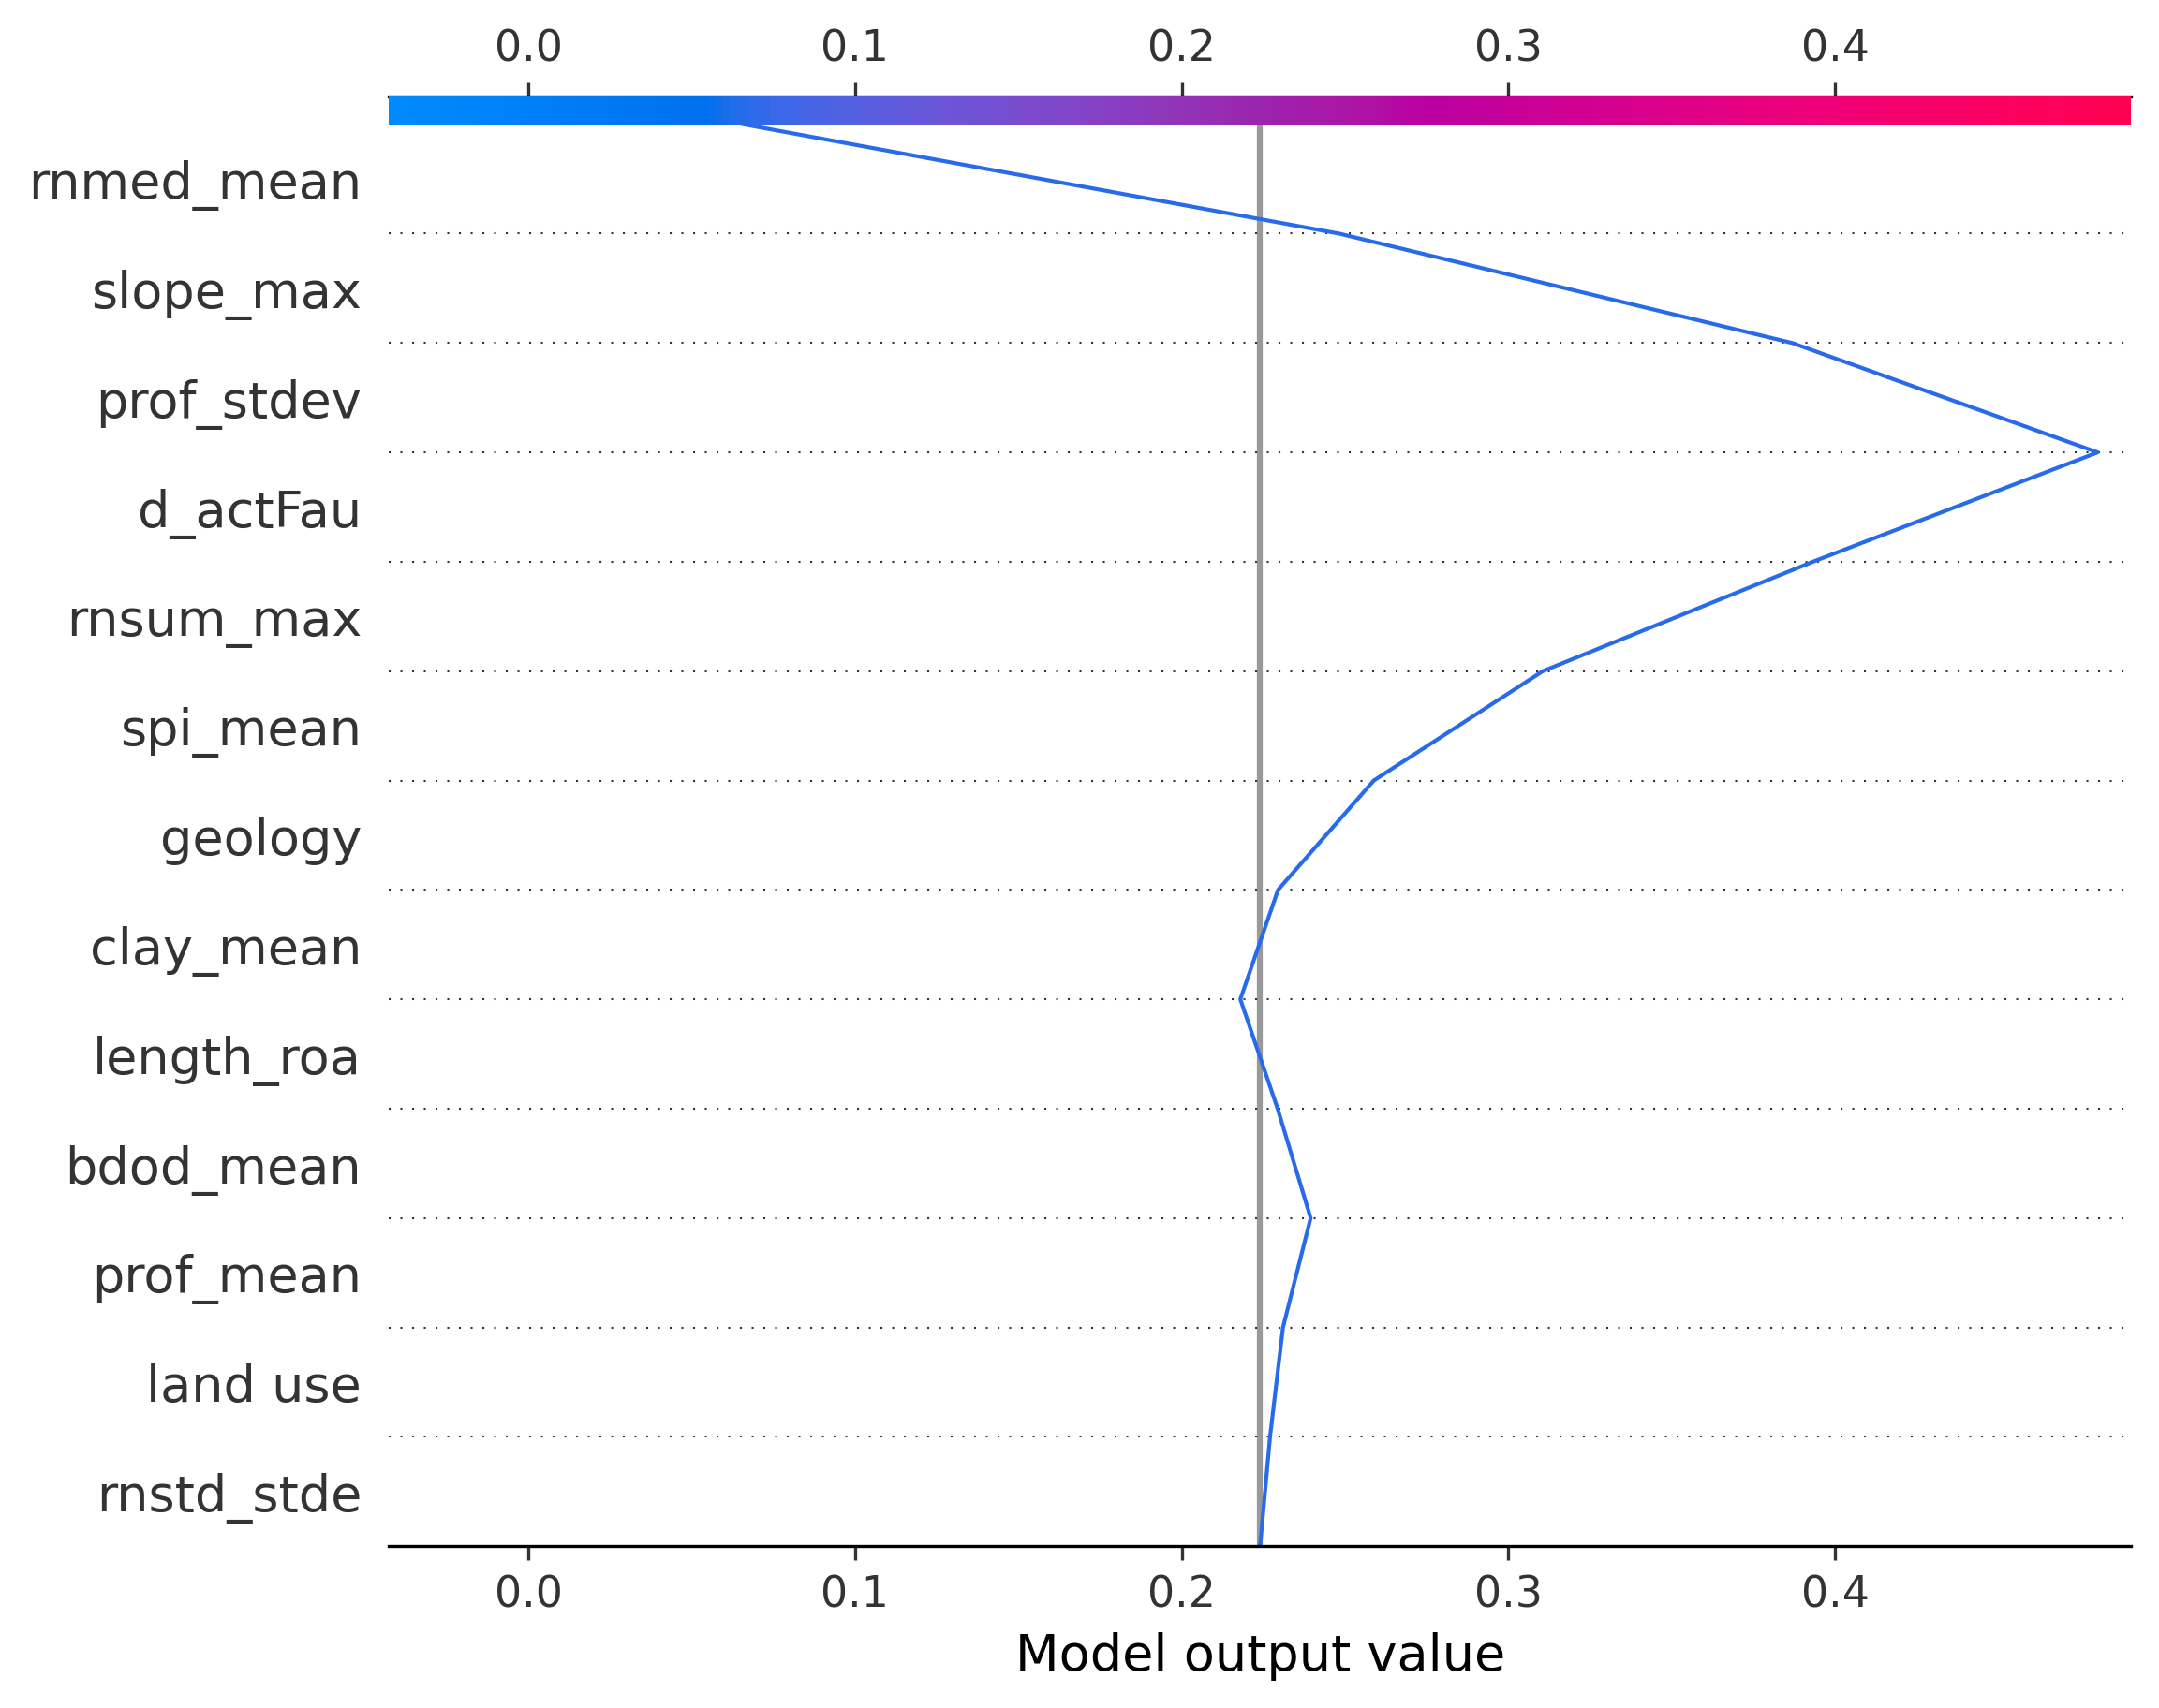 0.0 0.1 0.2 0.3 0.4
rnmed_mean
slope_max
prof_stdev
d_actFau
rnsum_max
spi_mean
geology
clay_mean
length_roa
bdod_mean
prof_mean
land use
rnstd_stde
0.0 0.1 0.2 0.3 0.4
Model output value